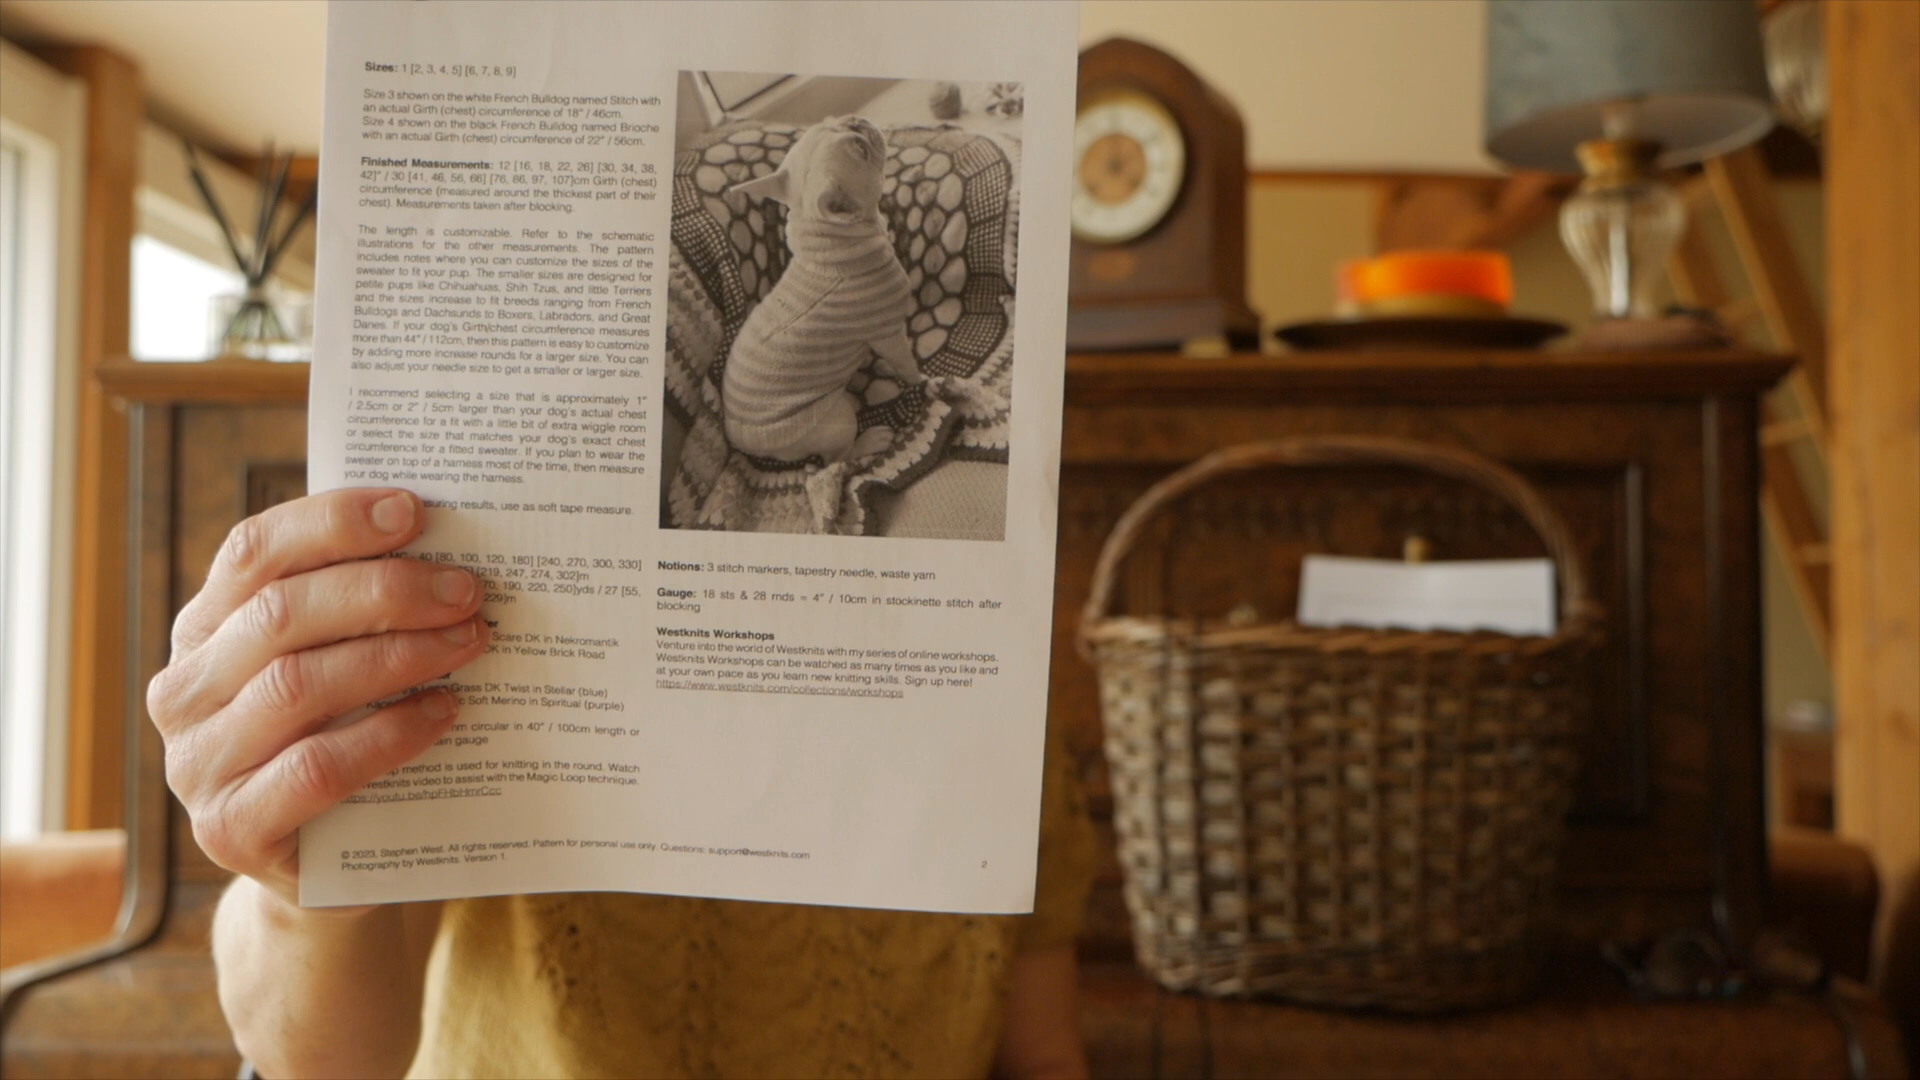 Sizes: 1 [2, 3, 4, 5] [6, 7, 8, 9]
Size 3 shown on the white French Bulldog named Stitch with
an actual Girth (chest) circumference of 18" / 46cm.
Size 4 shown on the black French Bulldog named Brioche
with an actual Girth (chest) circumference of 22" / 56cm.
Finished Measurements: 12 [16, 18, 22, 26] [30, 34, 38,
42]" / 30 [41, 46, 56, 66] [76, 86, 97, 107]cm Girth (chest)
circumference (measured around the thickest part of their
chest). Measurements taken after blocking.
The length is customizable. Refer to the schematic
illustrations for the other measurements. The pattern
includes notes where you can customize the sizes of the
sweater to fit your pup. The smaller sizes are designed for
petite pups like Chihuahuas, Shih Tzus, and little Terriers
and the sizes increase to fit breeds ranging from French
Bulldogs and Dachsunds to Boxers, Labradors, and Great
Danes. If your dog's Girth/chest circumference measures
more than 44" / 112cm, then this pattern is easy to customize
by adding more increase rounds for a larger size. You can
also adjust your needle size to get a smaller or larger size.
I recommend selecting a size that is approximately 1"
/ 2.5cm or 2" / 5cm larger than your dog's actual chest
circumference for a fit with a little bit of extra wiggle room
or select the size that matches your dog's exact chest
circumference for a fitted sweater. If you plan to wear the
sweater on top of a harness most of the time, then measure
your dog while wearing the harness.
results, use as soft tape measure.
40 [80, 100, 120, 180] [240, 270, 300, 330]
[219, 247, 274, 302]m
190, 220, 250]yds / 27 [55,
229]m
Scare DK in Nekromantik
in Yellow Brick Road
Grass DK Twist in Stellar (blue)
Soft Merino in Spiritual (purple)
circular in 40" / 100cm length or
gauge
method is used for knitting in the round. Watch
video to assist with the Magic Loop technique.
Notions: 3 stitch markers, tapestry needle, waste yarn
Gauge: 18 sts & 28 rnds = 4" / 10cm in stockinette stitch after
blocking
Westknits Workshops
Venture into the world of Westknits with my series of online workshops.
Westknits Workshops can be watched as many times as you like and
at your own pace as you learn new knitting skills. Sign up here!
https://www.westknits.com/collections/workshops
© 2023, Stephen West. All rights reserved. Pattern for personal use only. Questions: support@westknits.com
Photography by Westknits. Version 1.
2